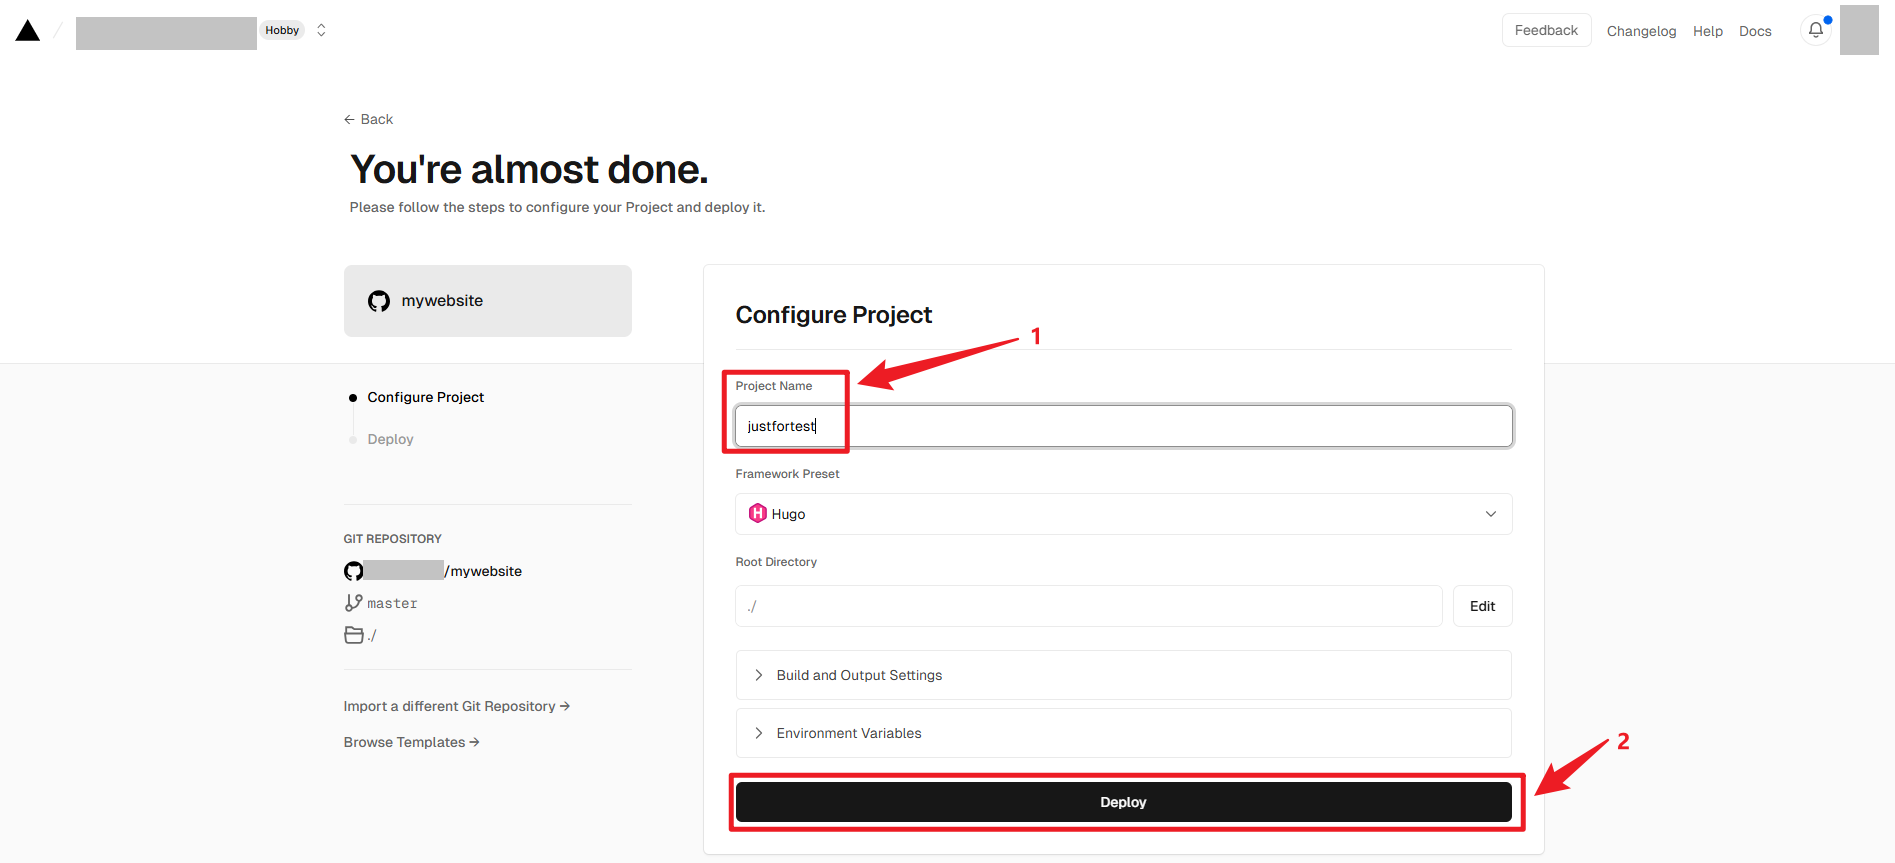 Hobby
Feedback
Changelog
Help
Docs
← Back
You're almost done.
Please follow the steps to configure your Project and deploy it.
mywebsite
Configure Project
Deploy
GIT REPOSITORY
/mywebsite
master
./
Import a different Git Repository →
Browse Templates →
Configure Project
1
Project Name
justfortest
Framework Preset
Hugo
Root Directory
./
Edit
Build and Output Settings
Environment Variables
2
Deploy